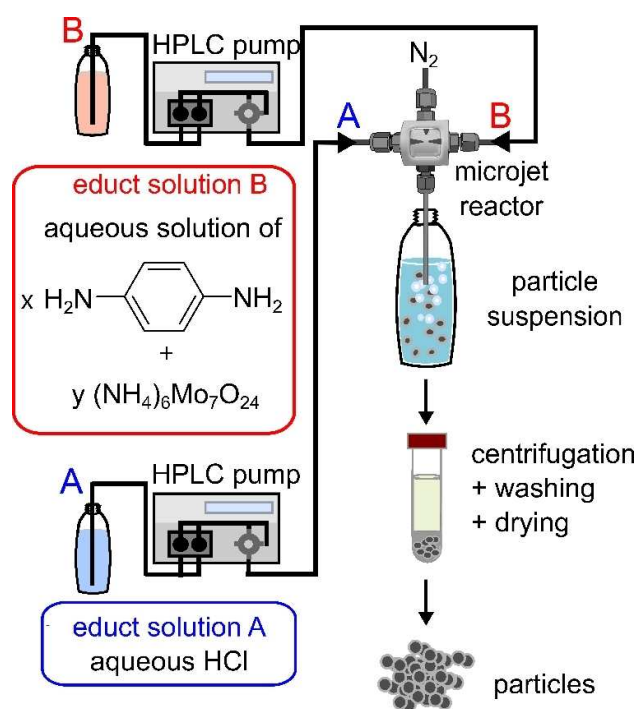 B
HPLC pump
N2
A
B
microjet
reactor
educt solution B
aqueous solution of
x H2N
NH2
+
y (NH4)6Mo7O24
particle
suspension
A
HPLC pump
centrifugation
+ washing
+ drying
educt solution A
aqueous HCl
particles